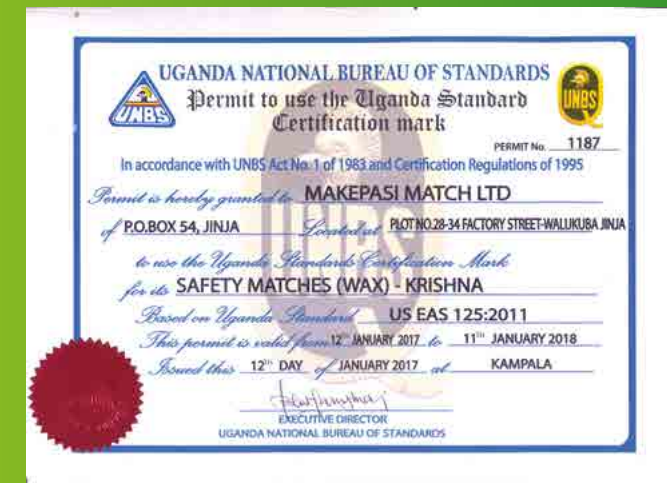 UGANDA NATIONAL BUREAU OF STANDARDS
Permit to use the Uganda Standard
Certification mark
UNBS
UNBS
PERMIT No. 1187
In accordance with UNBS Act No. 1 of 1983 and Certification Regulations of 1995
Permit is hereby granted to MAKEPASI MATCH LTD
of P.O.BOX 54, JINJA Located at PLOT NO.28-34 FACTORY STREET-WALUKUBA JINJA
to use the Uganda Standards Certification Mark
for its SAFETY MATCHES (WAX) - KRISHNA
Based on Uganda Standard US EAS 125:2011
This permit is valid from 12TH JANUARY 2017 to 11TH JANUARY 2018
Issued this 12TH DAY of JANUARY 2017 at KAMPALA
EXECUTIVE DIRECTOR
UGANDA NATIONAL BUREAU OF STANDARDS
UNBS